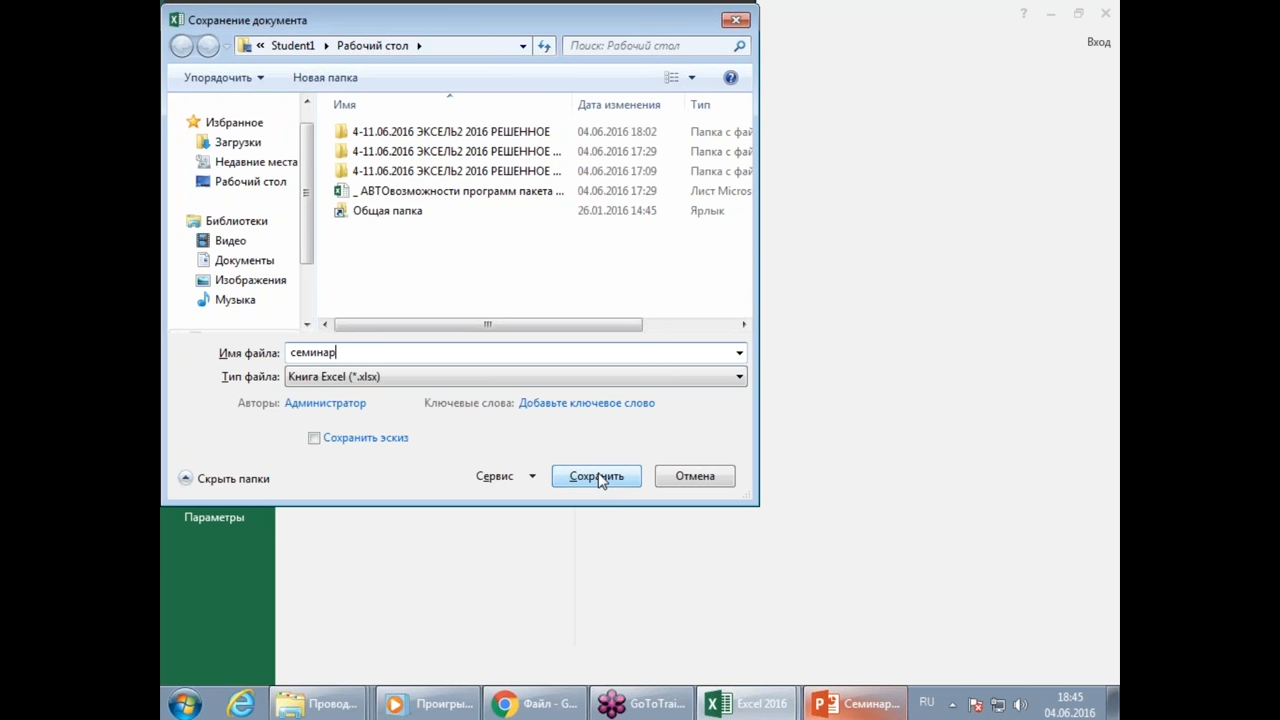 Сохранение документа
?
Вход
« Student1 Рабочий стол
Поиск: Рабочий стол
Упорядочить Новая папка
Имя Дата изменения Тип
Избранное
Загрузки
Недавние места
Рабочий стол
Библиотеки
Видео
Документы
Изображения
Музыка
4-11.06.2016 ЭКСЕЛЬ2 2016 РЕШЕННОЕ 04.06.2016 18:02 Папка с фай
4-11.06.2016 ЭКСЕЛЬ2 2016 РЕШЕННОЕ ... 04.06.2016 17:29 Папка с фай
4-11.06.2016 ЭКСЕЛЬ2 2016 РЕШЕННОЕ ... 04.06.2016 17:09 Папка с фай
_ АВТОвозможности программ пакета ... 04.06.2016 17:29 Лист Micros
Общая папка 26.01.2016 14:45 Ярлык
Имя файла: семинар
Тип файла: Книга Excel (*.xlsx)
Авторы: Администратор Ключевые слова: Добавьте ключевое слово
Сохранить эскиз
Скрыть папки Сервис Сохранить Отмена
Параметры
Провод... Проигры... Файл - G... GoToTrai... Excel 2016 Семинар... RU 18:45
04.06.2016